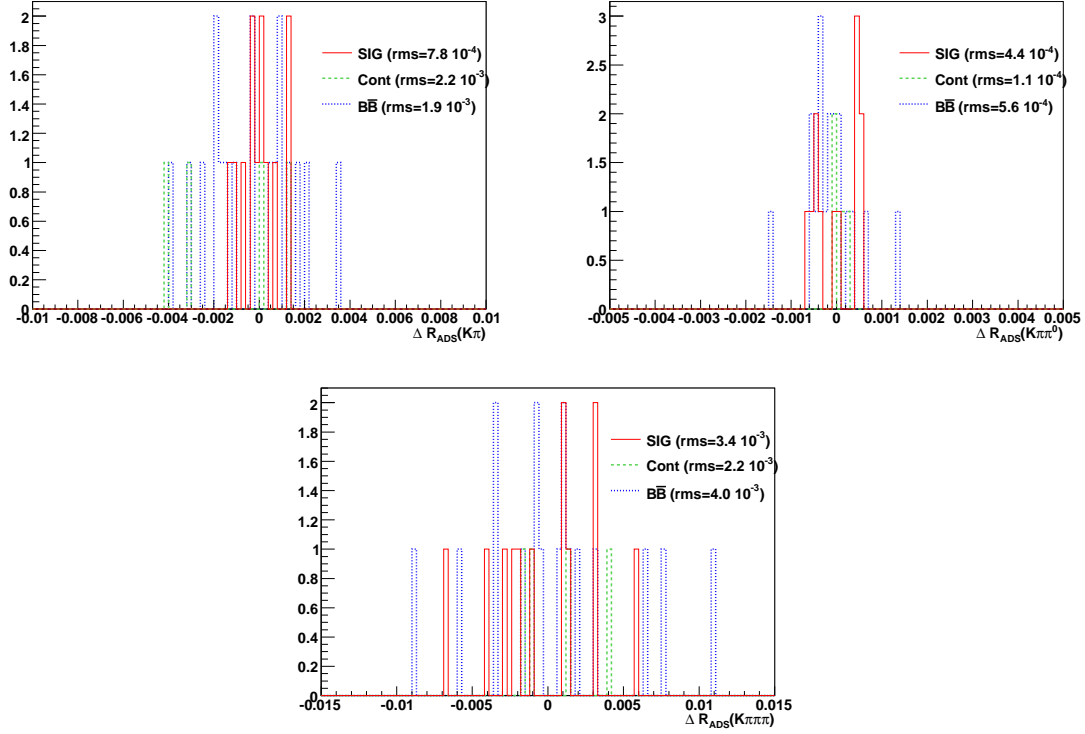 2
1.8
1.6
1.4
1.2
1
0.8
0.6
0.4
0.2
0
SIG (rms=7.8 10⁻⁴)
Cont (rms=2.2 10⁻³)
BB̅ (rms=1.9 10⁻³)
-0.01 -0.008 -0.006 -0.004 -0.002 0 0.002 0.004 0.006 0.008 0.01
Δ R_ADS(Kπ)
3
2.5
2
1.5
1
0.5
0
SIG (rms=4.4 10⁻⁴)
Cont (rms=1.1 10⁻⁴)
BB̅ (rms=5.6 10⁻⁴)
-0.005 -0.004 -0.003 -0.002 -0.001 0 0.001 0.002 0.003 0.004 0.005
Δ R_ADS(Kππ⁰)
2
1.8
1.6
1.4
1.2
1
0.8
0.6
0.4
0.2
0
SIG (rms=3.4 10⁻³)
Cont (rms=2.2 10⁻³)
BB̅ (rms=4.0 10⁻³)
-0.015 -0.01 -0.005 0 0.005 0.01 0.015
Δ R_ADS(Kπππ)